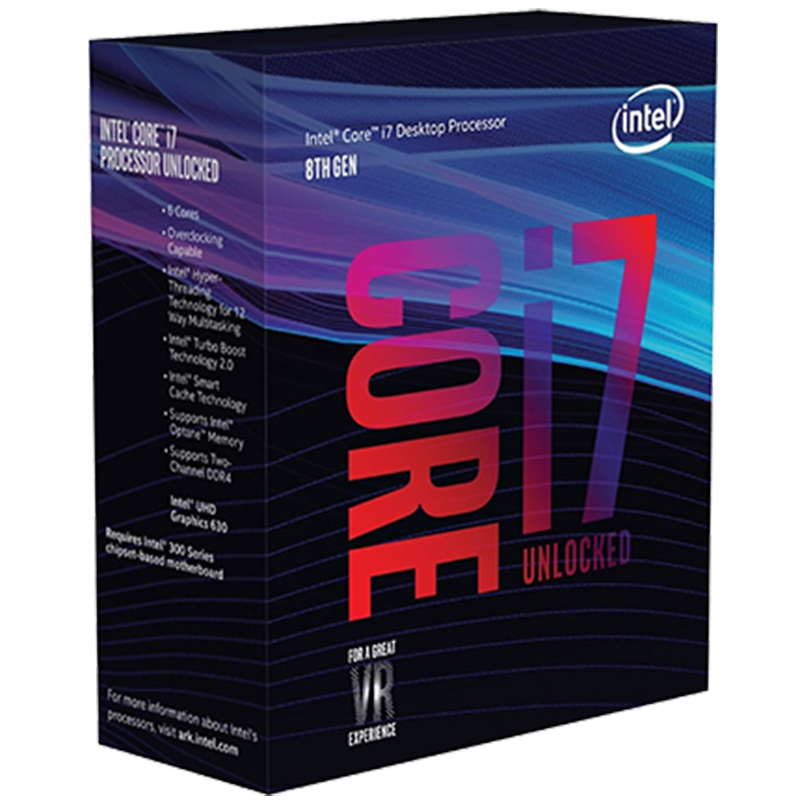 INTEL® CORE™ i7
PROCESSOR UNLOCKED
• 6 Cores
• Overclocking
Capable
• Intel® Hyper-
Threading
Technology for 12
Way Multitasking
• Intel® Turbo Boost
Technology 2.0
• Intel® Smart
Cache Technology
• Supports Intel®
Optane™ Memory
• Supports Two-
Channel DDR4
Intel® UHD
Graphics 630
Requires Intel® 300 Series
chipset-based motherboard
For more information about Intel's
processors, visit ark.intel.com
Intel® Core™ i7 Desktop Processor
8TH GEN
intel
CORE
i7
UNLOCKED
FOR A GREAT
VR
EXPERIENCE